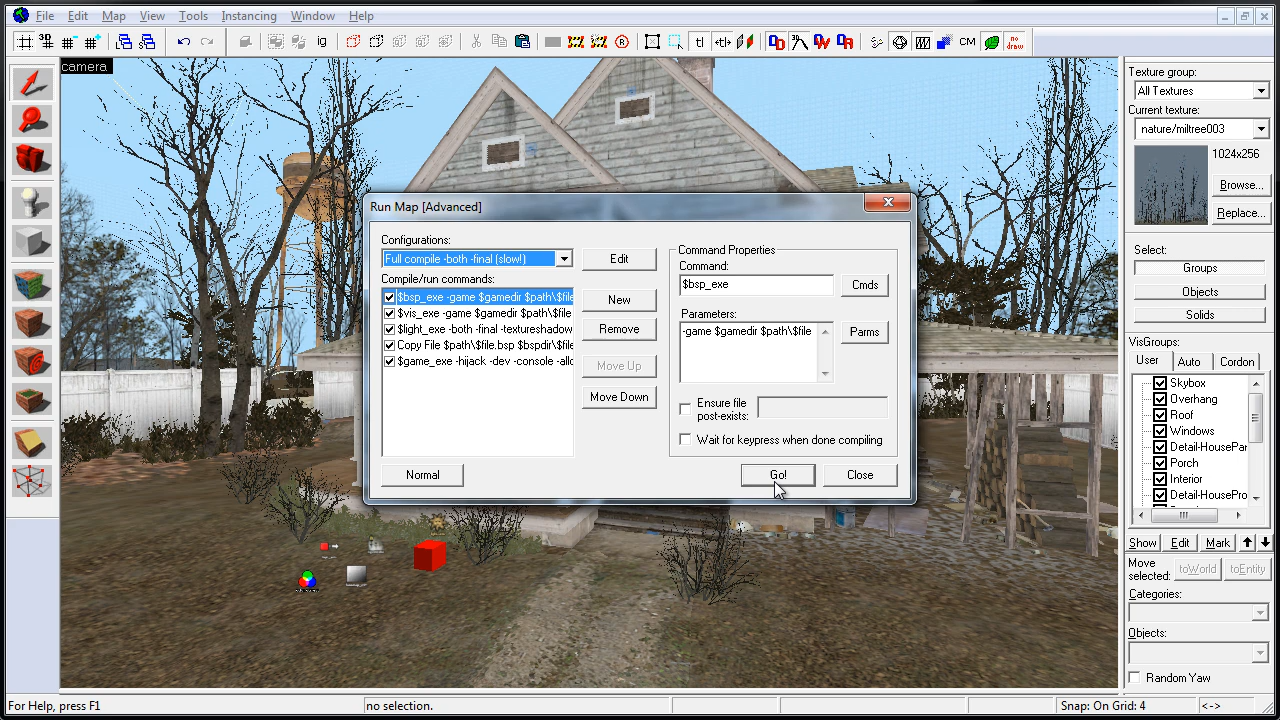 File Edit Map View Tools Instancing Window Help
3D
ig
tl
CM
no draw
camera
Texture group:
All Textures
Current texture:
nature/miltree003
1024x256
Browse...
Replace...
Select:
Groups
Objects
Solids
VisGroups:
User Auto Cordon
Skybox
Overhang
Roof
Windows
Detail-HousePar
Porch
Interior
Detail-HousePro
Show Edit Mark
Move selected:
toWorld toEntity
Categories:
Objects:
Random Yaw
Run Map [Advanced]
Configurations:
Full compile -both -final (slow!)
Edit
Compile/run commands:
$bsp_exe -game $gamedir $path\$file
$vis_exe -game $gamedir $path\$file
$light_exe -both -final -textureshadow
Copy File $path\$file.bsp $bspdir\$file
$game_exe -hijack -dev -console -allo
New
Remove
Move Up
Move Down
Normal
Command Properties
Command:
$bsp_exe
Cmds
Parameters:
-game $gamedir $path\$file
Parms
Ensure file
post-exists:
Wait for keypress when done compiling
Go!
Close
For Help, press F1
no selection.
Snap: On Grid: 4
<->